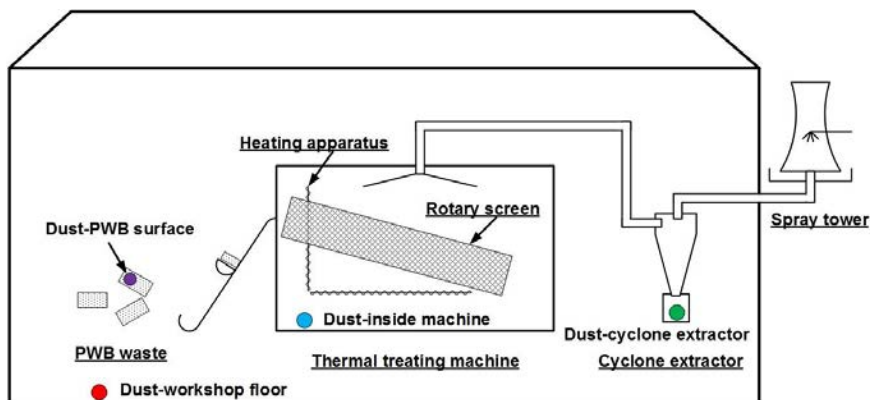 Heating apparatus
Rotary screen
Spray tower
Dust-PWB surface
Dust-inside machine
Dust-cyclone extractor
PWB waste
Thermal treating machine
Cyclone extractor
Dust-workshop floor